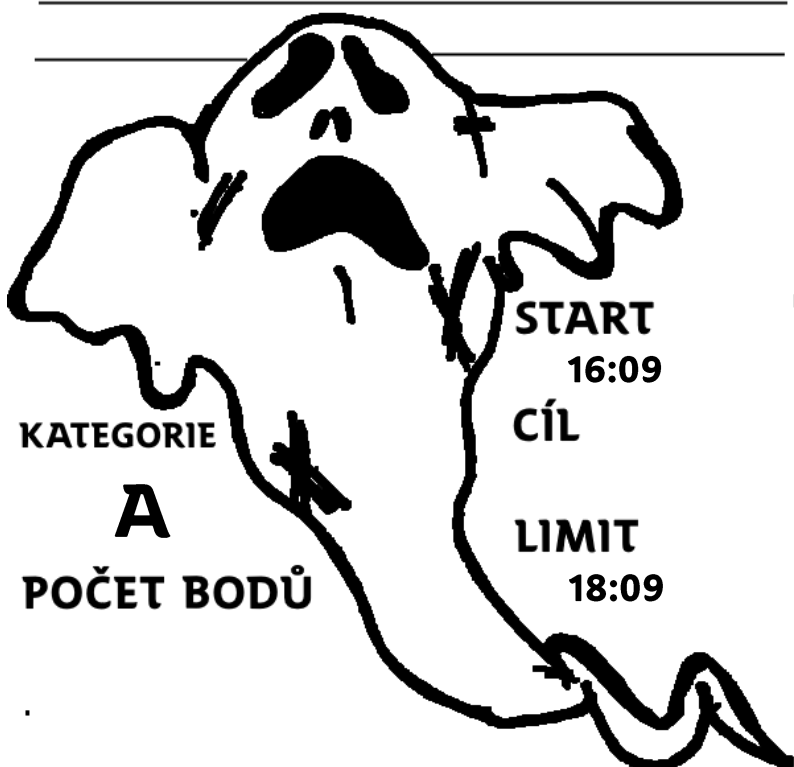 START
16:09
CÍL
KATEGORIE
A
LIMIT
18:09
POČET BODŮ